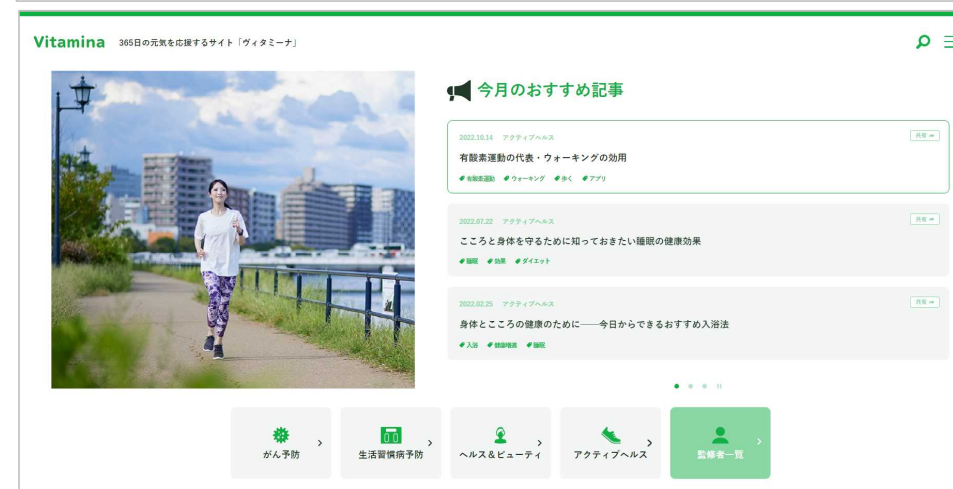 Vitamina 365日の元気を応援するサイト「ヴィタミーナ」
今月のおすすめ記事
2022.10.14 アクティブヘルス 共有
有酸素運動の代表・ウォーキングの効用
有酸素運動 ウォーキング 歩く アプリ
2022.07.22 アクティブヘルス 共有
こころと身体を守るために知っておきたい睡眠の健康効果
睡眠 効果 ダイエット
2022.02.25 アクティブヘルス 共有
身体とこころの健康のために──今日からできるおすすめ入浴法
入浴 健康増進 睡眠
がん予防
生活習慣病予防
ヘルス&ビューティ
アクティブヘルス
監修者一覧